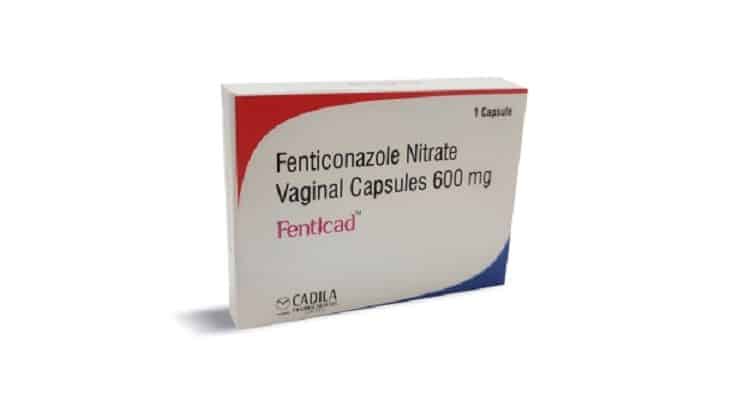 1 Capsule
Fenticonazole Nitrate
Vaginal Capsules 600 mg
Fenticad™
CADILA